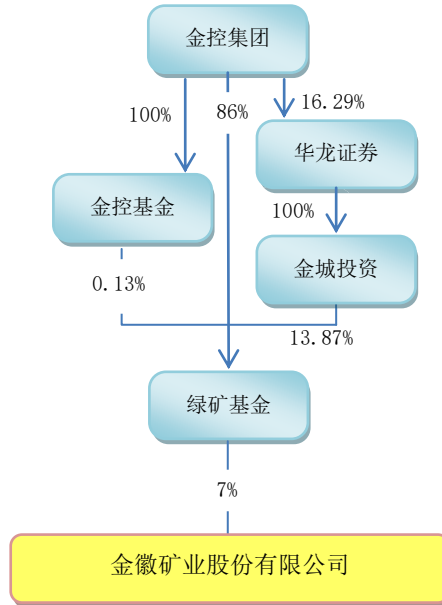 金控集团
100%
86%
16.29%
华龙证券
金控基金
100%
0.13%
金城投资
13.87%
绿矿基金
7%
金徽矿业股份有限公司